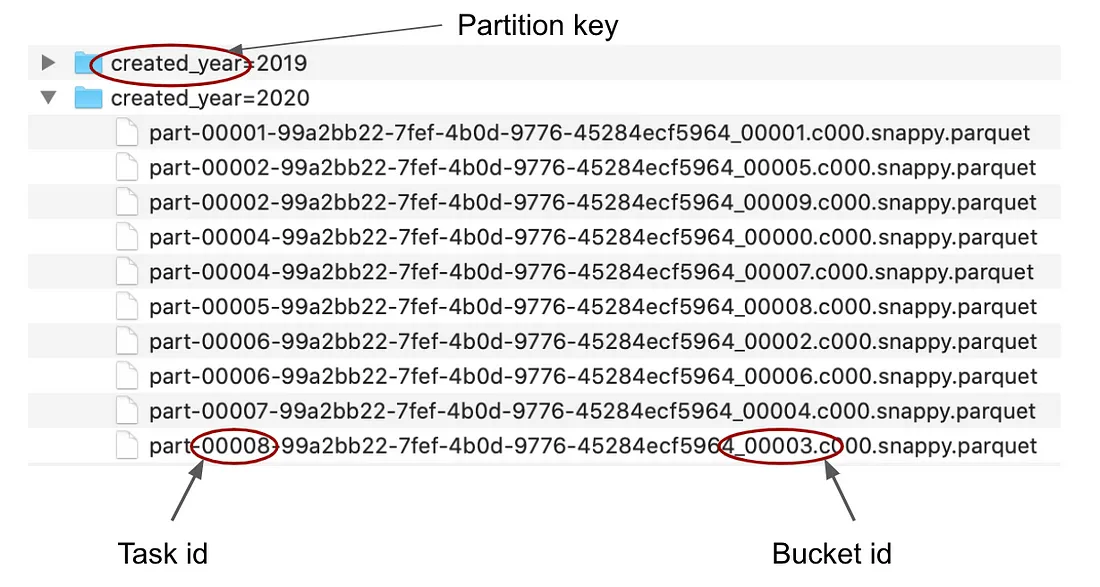 Partition key
created_year=2019
created_year=2020
part-00001-99a2bb22-7fef-4b0d-9776-45284ecf5964_00001.c000.snappy.parquet
part-00002-99a2bb22-7fef-4b0d-9776-45284ecf5964_00005.c000.snappy.parquet
part-00002-99a2bb22-7fef-4b0d-9776-45284ecf5964_00009.c000.snappy.parquet
part-00004-99a2bb22-7fef-4b0d-9776-45284ecf5964_00000.c000.snappy.parquet
part-00004-99a2bb22-7fef-4b0d-9776-45284ecf5964_00007.c000.snappy.parquet
part-00005-99a2bb22-7fef-4b0d-9776-45284ecf5964_00008.c000.snappy.parquet
part-00006-99a2bb22-7fef-4b0d-9776-45284ecf5964_00002.c000.snappy.parquet
part-00006-99a2bb22-7fef-4b0d-9776-45284ecf5964_00006.c000.snappy.parquet
part-00007-99a2bb22-7fef-4b0d-9776-45284ecf5964_00004.c000.snappy.parquet
part-00008-99a2bb22-7fef-4b0d-9776-45284ecf5964_00003.c000.snappy.parquet
Task id
Bucket id